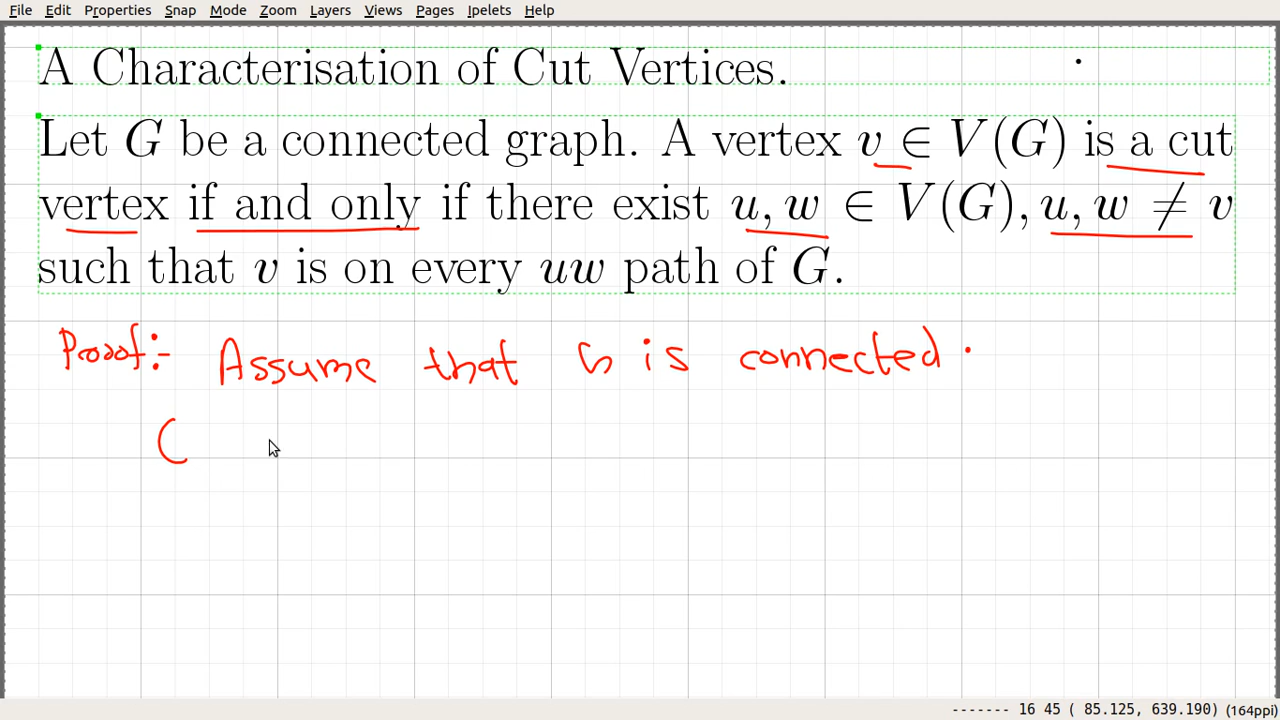 File Edit Properties Snap Mode Zoom Layers Views Pages Ipelets Help
A Characterisation of Cut Vertices.
Let G be a connected graph. A vertex v ∈ V(G) is a cut
vertex if and only if there exist u, w ∈ V(G), u, w ≠ v
such that v is on every uw path of G.
Proof:- Assume that G is connected.
(
------- 16 45 ( 85.125, 639.190) (164ppi)